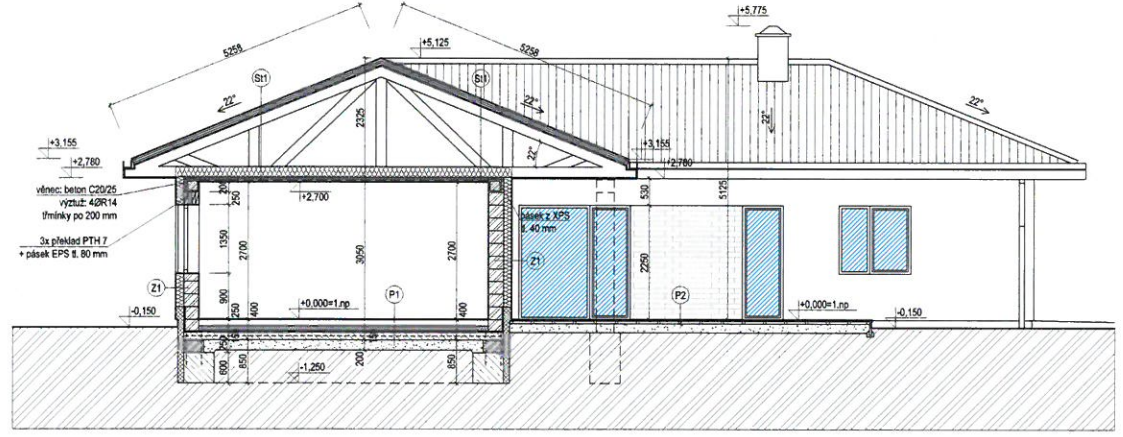 +5,775
5258
5258
+5,125
St1
St1
22°
22°
22°
22°
22°
2325
+3,155
+2,780
+3,155
+2,780
věnec: beton C20/25
výztuž: 4ØR14
třmínky po 200 mm
3x překlad PTH 7
+ pásek EPS tl. 80 mm
200
250
+2,700
pásek z XPS
tl. 40 mm
530
5125
1350
2700
3050
2700
2250
Z1
Z1
900
P1
P2
-0,150
250
400
+0,000=1.np
400
+0,000=1.np
-0,150
250
600
850
200
850
-1,250